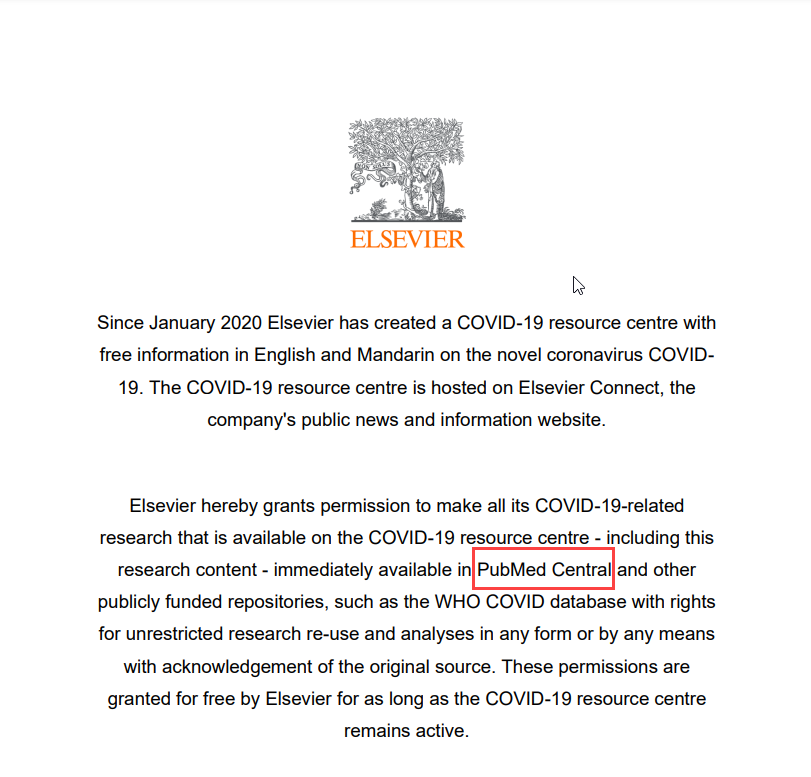 ELSEVIER
Since January 2020 Elsevier has created a COVID-19 resource centre with
free information in English and Mandarin on the novel coronavirus COVID-
19. The COVID-19 resource centre is hosted on Elsevier Connect, the
company's public news and information website.
Elsevier hereby grants permission to make all its COVID-19-related
research that is available on the COVID-19 resource centre - including this
research content - immediately available in PubMed Central and other
publicly funded repositories, such as the WHO COVID database with rights
for unrestricted research re-use and analyses in any form or by any means
with acknowledgement of the original source. These permissions are
granted for free by Elsevier for as long as the COVID-19 resource centre
remains active.